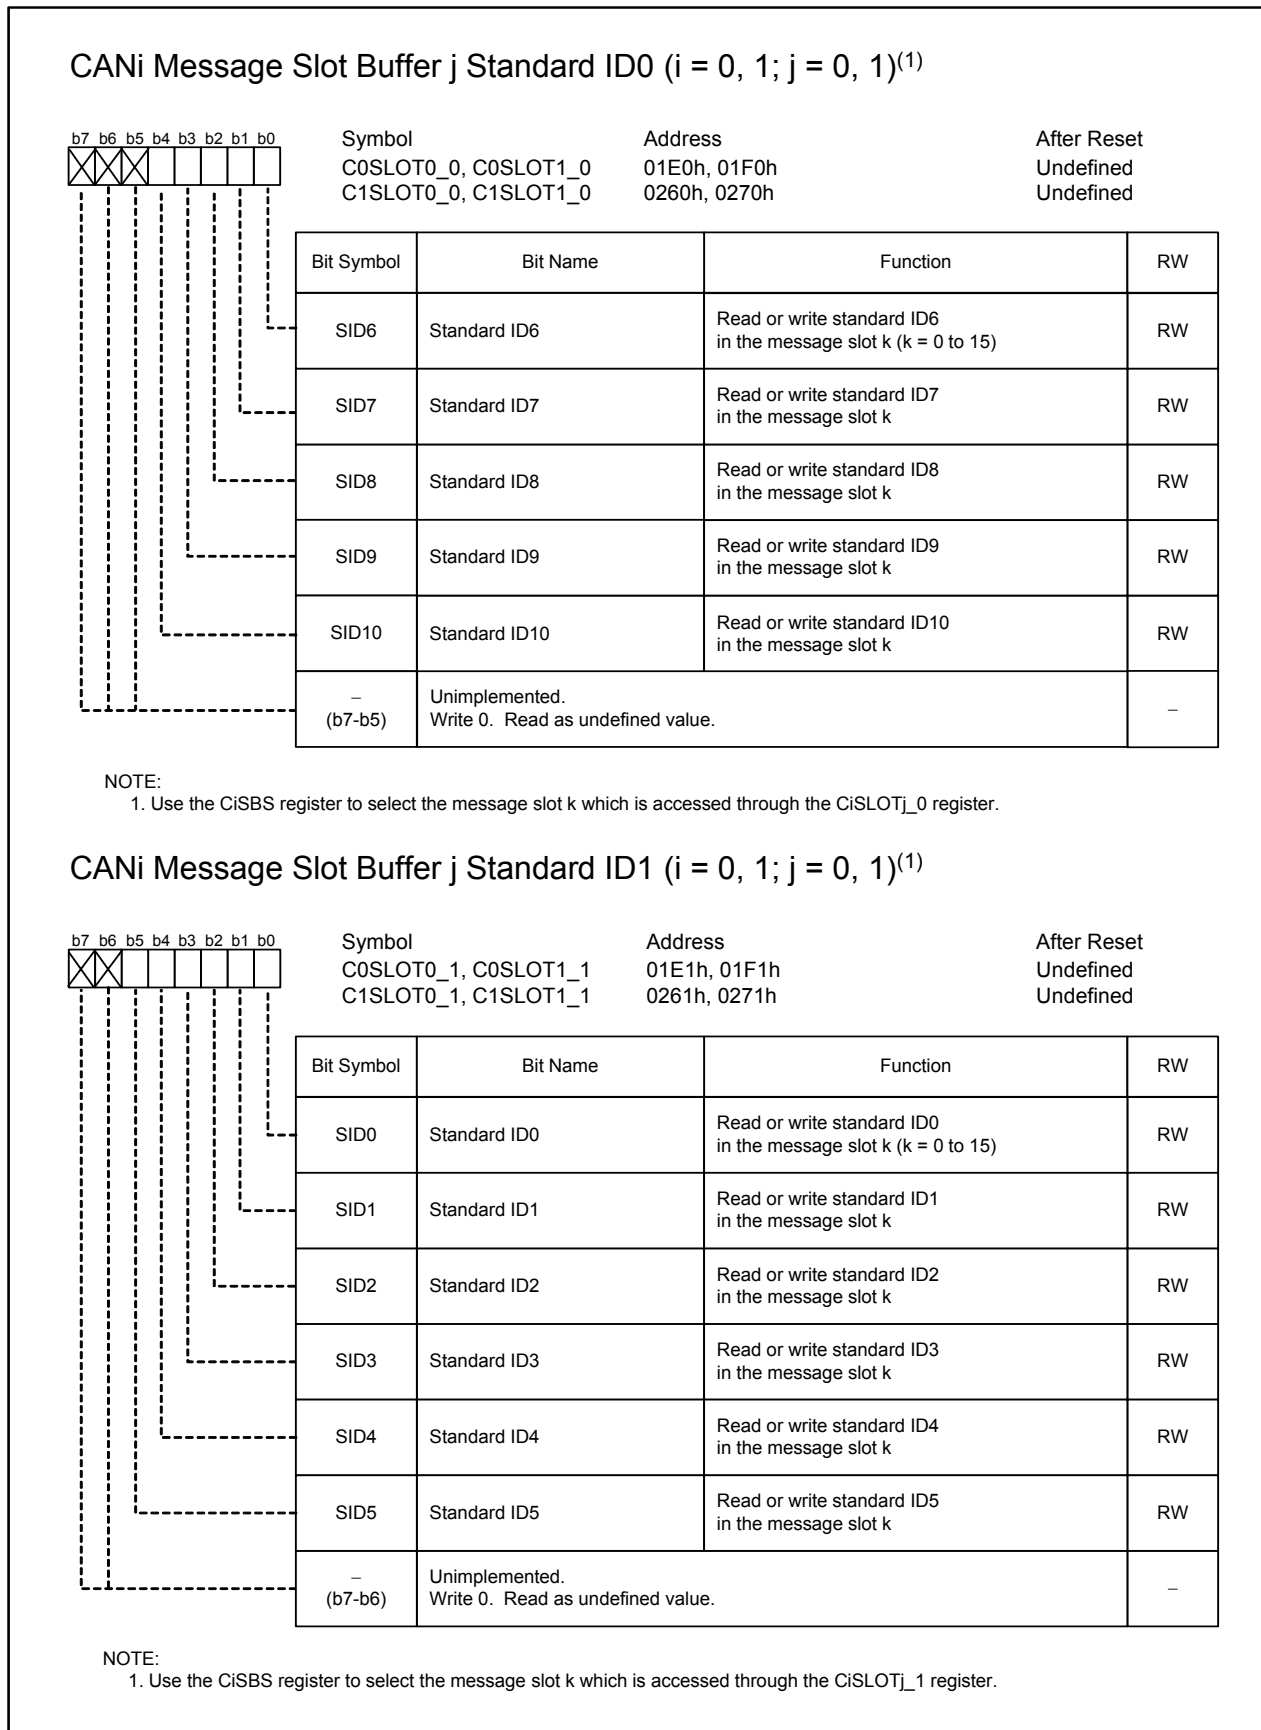 CANi Message Slot Buffer j Standard ID0 (i = 0, 1; j = 0, 1)(1)
b7 b6 b5 b4 b3 b2 b1 b0
Symbol Address After Reset
C0SLOT0_0, C0SLOT1_0 01E0h, 01F0h Undefined
C1SLOT0_0, C1SLOT1_0 0260h, 0270h Undefined
Bit Symbol Bit Name Function RW
SID6 Standard ID6 Read or write standard ID6
in the message slot k (k = 0 to 15) RW
SID7 Standard ID7 Read or write standard ID7
in the message slot k RW
SID8 Standard ID8 Read or write standard ID8
in the message slot k RW
SID9 Standard ID9 Read or write standard ID9
in the message slot k RW
SID10 Standard ID10 Read or write standard ID10
in the message slot k RW
– Unimplemented.
(b7-b5) Write 0. Read as undefined value. –
NOTE:
1. Use the CiSBS register to select the message slot k which is accessed through the CiSLOTj_0 register.
CANi Message Slot Buffer j Standard ID1 (i = 0, 1; j = 0, 1)(1)
b7 b6 b5 b4 b3 b2 b1 b0
Symbol Address After Reset
C0SLOT0_1, C0SLOT1_1 01E1h, 01F1h Undefined
C1SLOT0_1, C1SLOT1_1 0261h, 0271h Undefined
Bit Symbol Bit Name Function RW
SID0 Standard ID0 Read or write standard ID0
in the message slot k (k = 0 to 15) RW
SID1 Standard ID1 Read or write standard ID1
in the message slot k RW
SID2 Standard ID2 Read or write standard ID2
in the message slot k RW
SID3 Standard ID3 Read or write standard ID3
in the message slot k RW
SID4 Standard ID4 Read or write standard ID4
in the message slot k RW
SID5 Standard ID5 Read or write standard ID5
in the message slot k RW
– Unimplemented.
(b7-b6) Write 0. Read as undefined value. –
NOTE:
1. Use the CiSBS register to select the message slot k which is accessed through the CiSLOTj_1 register.